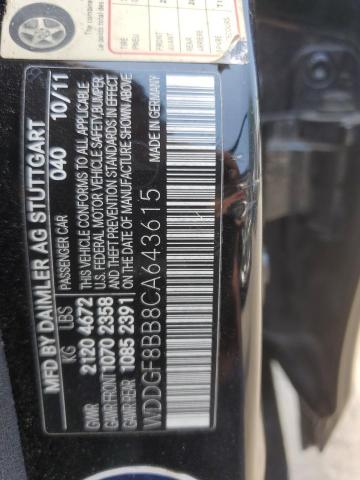 The combined
MFD BY DAIMLER AG STUTTGART
040 10/11
PASSENGER CAR
KG LBS
GVWR 2120 4672
GAWR FRONT 1070 2358
GAWR REAR 1085 2391
THIS VEHICLE CONFORMS TO ALL APPLICABLE
U.S. FEDERAL MOTOR VEHICLE SAFETY, BUMPER
AND THEFT PREVENTION STANDARDS IN EFFECT
ON THE DATE OF MANUFACTURE SHOWN ABOVE
MADE IN GERMANY
WDDGF8BB8CA643615